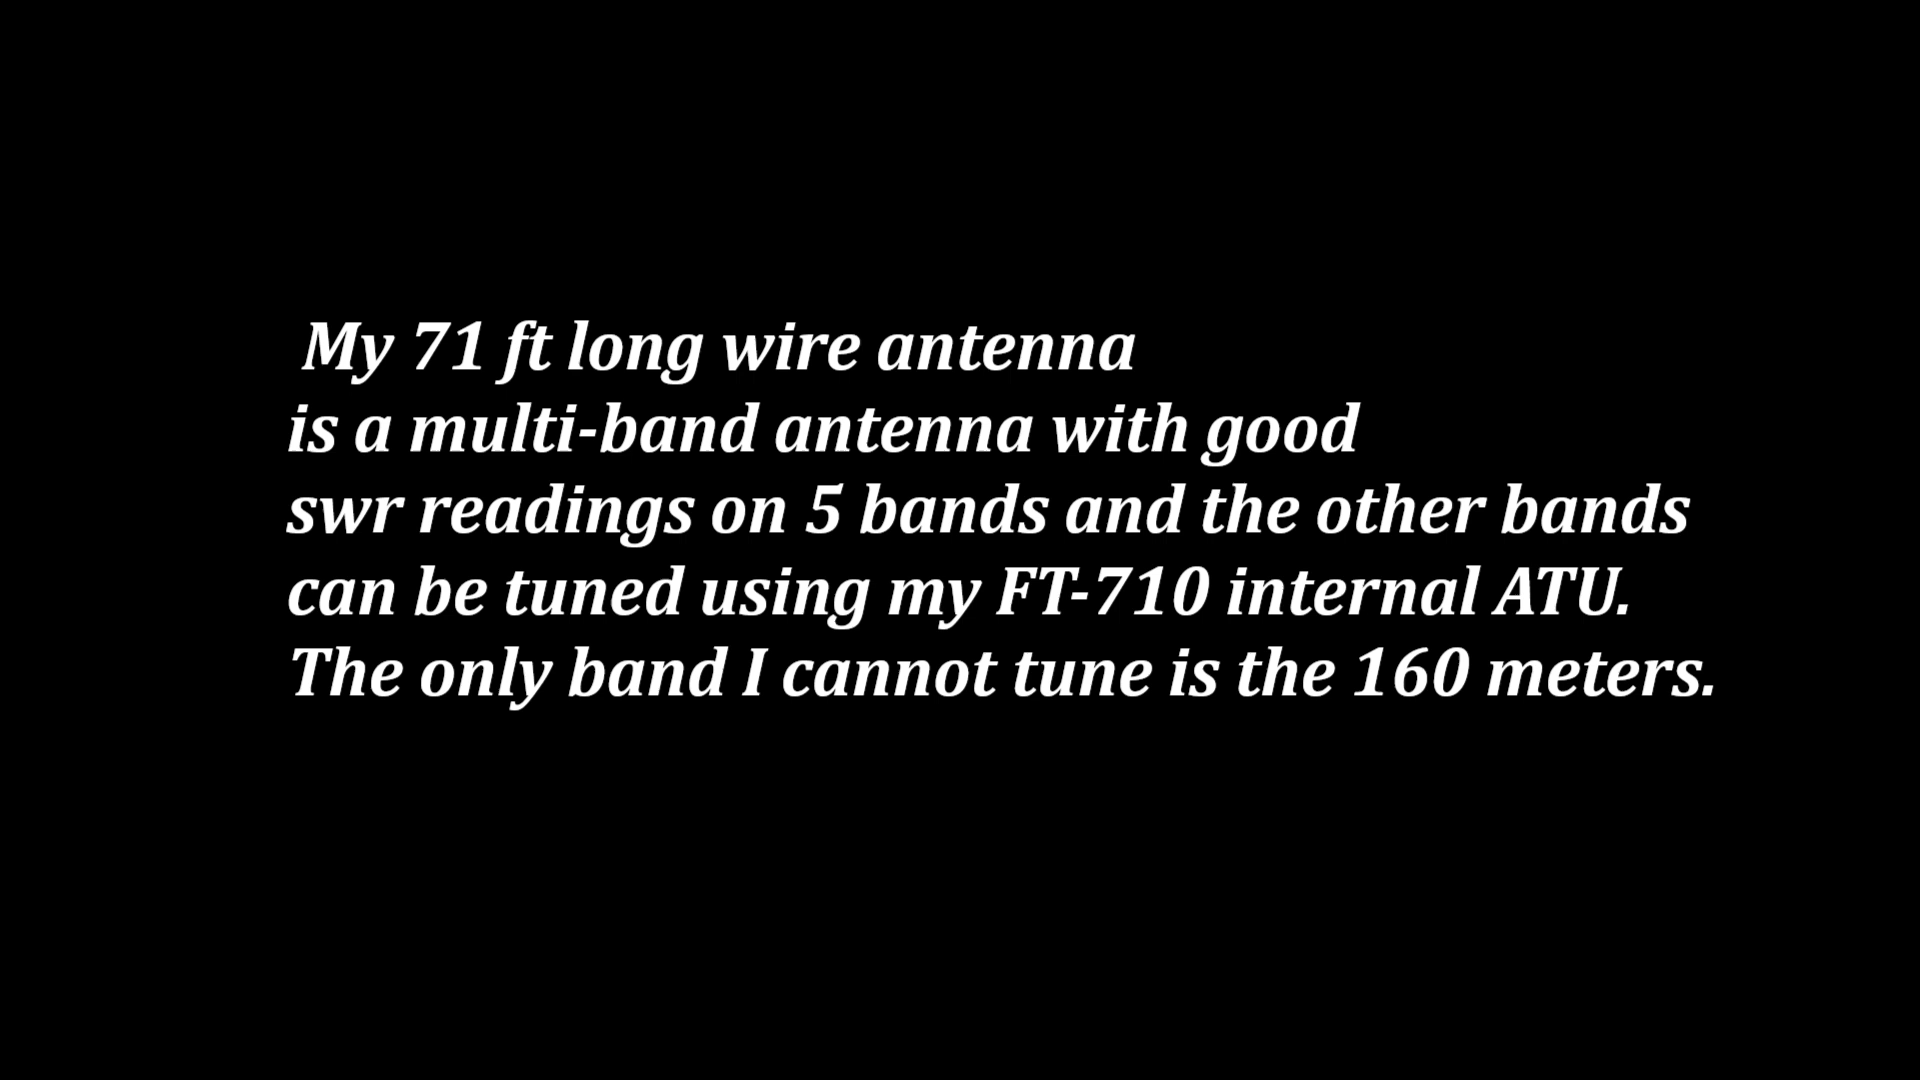 My 71 ft long wire antenna
is a multi-band antenna with good
swr readings on 5 bands and the other bands
can be tuned using my FT-710 internal ATU.
The only band I cannot tune is the 160 meters.